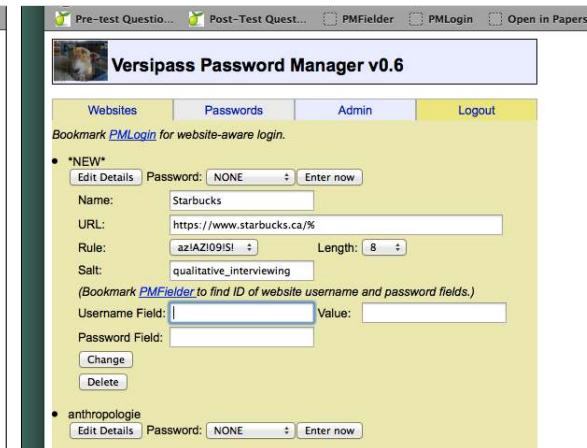 Pre-test Questio... Post-Test Quest... PMFielder PMLogin Open in Papers
Versipass Password Manager v0.6
Websites Passwords Admin Logout
Bookmark PMLogin for website-aware login.
*NEW*
Edit Details Password: NONE Enter now
Name: Starbucks
URL: https://www.starbucks.ca/%
Rule: az!AZ!09!S! Length: 8
Salt: qualitative_interviewing
(Bookmark PMFielder to find ID of website username and password fields.)
Username Field: Value:
Password Field:
Change
Delete
anthropologie
Edit Details Password: NONE Enter now